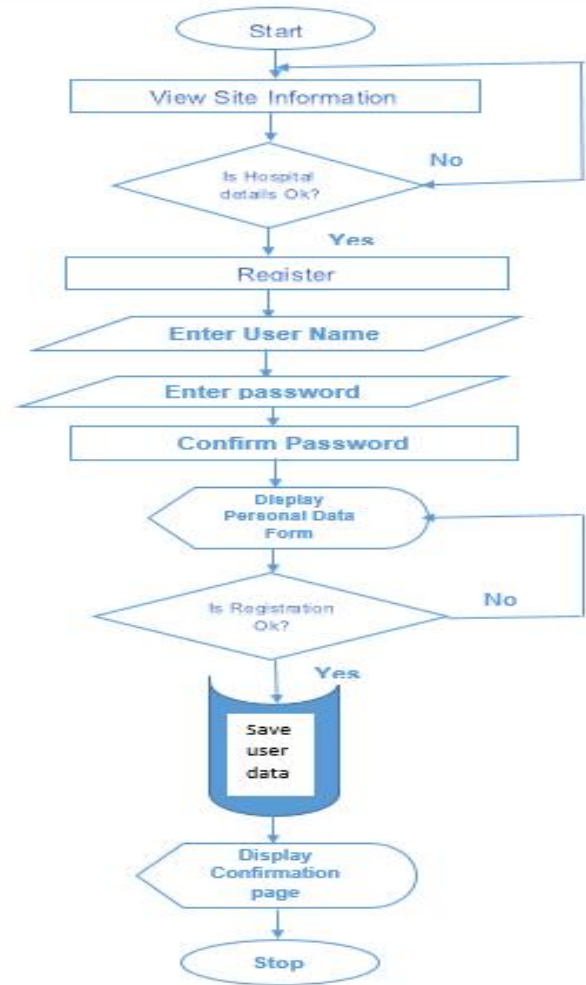 Start
View Site Information
Is Hospital
details Ok?
No
Yes
Register
Enter User Name
Enter password
Confirm Password
Display
Personal Data
Form
Is Registration
Ok?
No
Yes
Save
user
data
Display
Confirmation
page
Stop